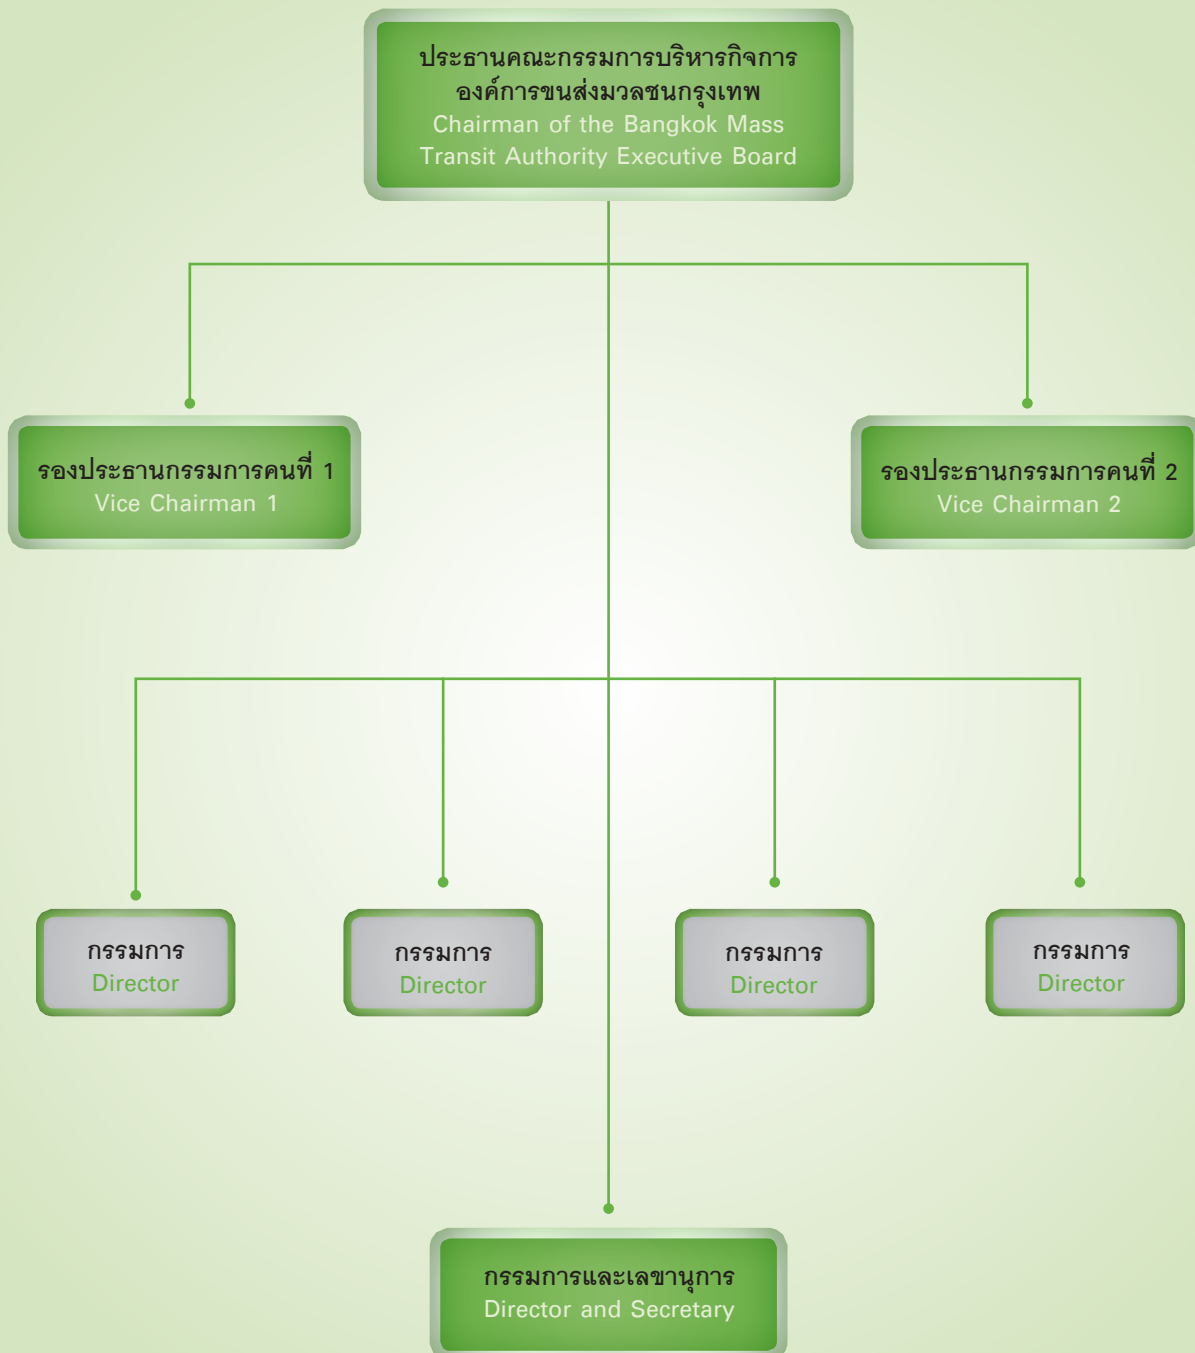 ประธานคณะกรรมการบริหารกิจการ
องค์การขนส่งมวลชนกรุงเทพ
Chairman of the Bangkok Mass
Transit Authority Executive Board
รองประธานกรรมการคนที่ 1
Vice Chairman 1
รองประธานกรรมการคนที่ 2
Vice Chairman 2
กรรมการ
Director
กรรมการ
Director
กรรมการ
Director
กรรมการ
Director
กรรมการและเลขานุการ
Director and Secretary